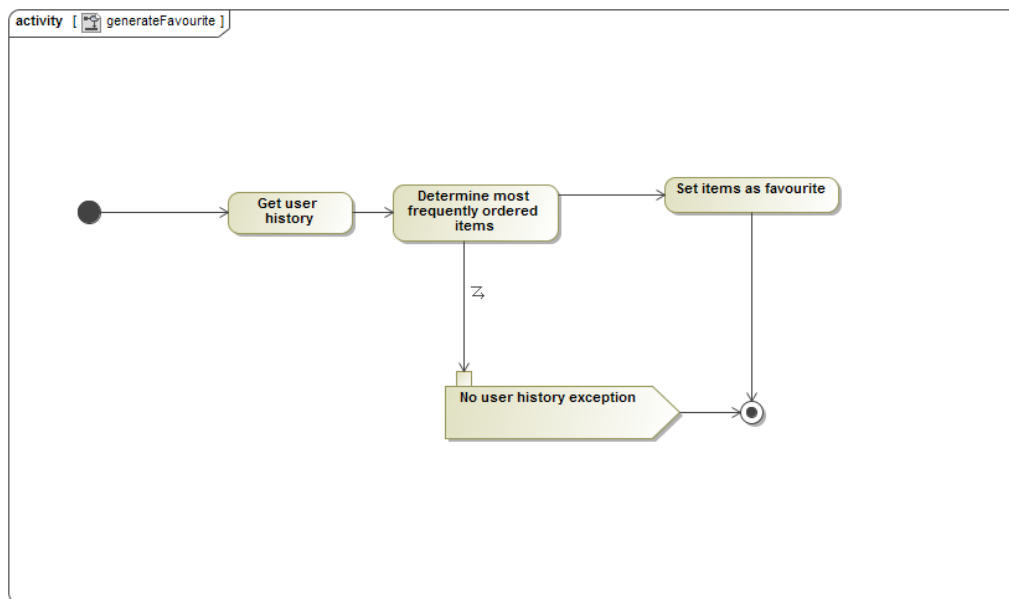 activity [ generateFavourite ]
Get user
history
Determine most
frequently ordered
items
Set items as favourite
No user history exception